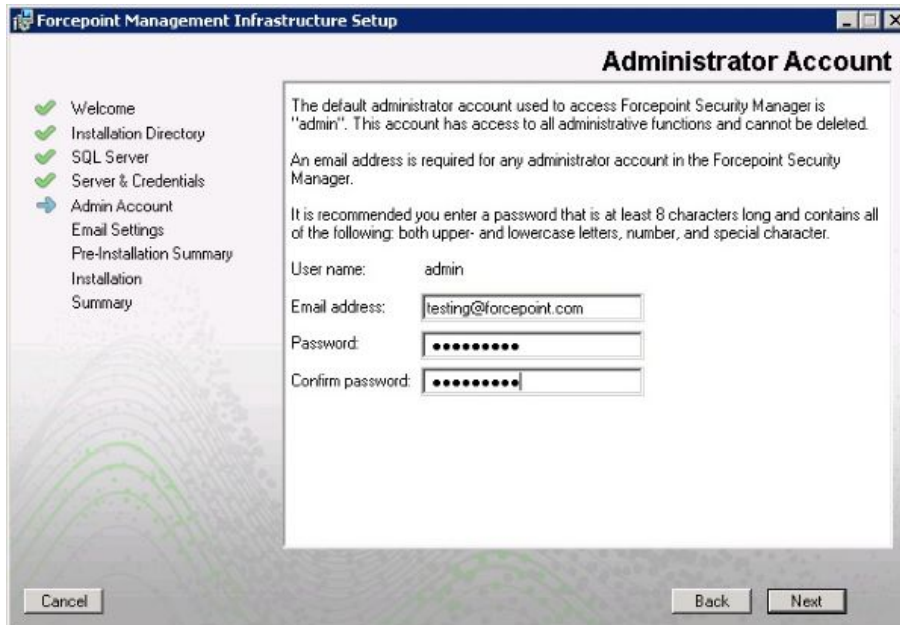 Forcepoint Management Infrastructure Setup
Administrator Account
Welcome
Installation Directory
SQL Server
Server & Credentials
Admin Account
Email Settings
Pre-Installation Summary
Installation
Summary
The default administrator account used to access Forcepoint Security Manager is
"admin". This account has access to all administrative functions and cannot be deleted.
An email address is required for any administrator account in the Forcepoint Security
Manager.
It is recommended you enter a password that is at least 8 characters long and contains all
of the following: both upper- and lowercase letters, number, and special character.
User name: admin
Email address: testing@forcepoint.com
Password: ●●●●●●●●●
Confirm password: ●●●●●●●●●
Cancel
Back
Next